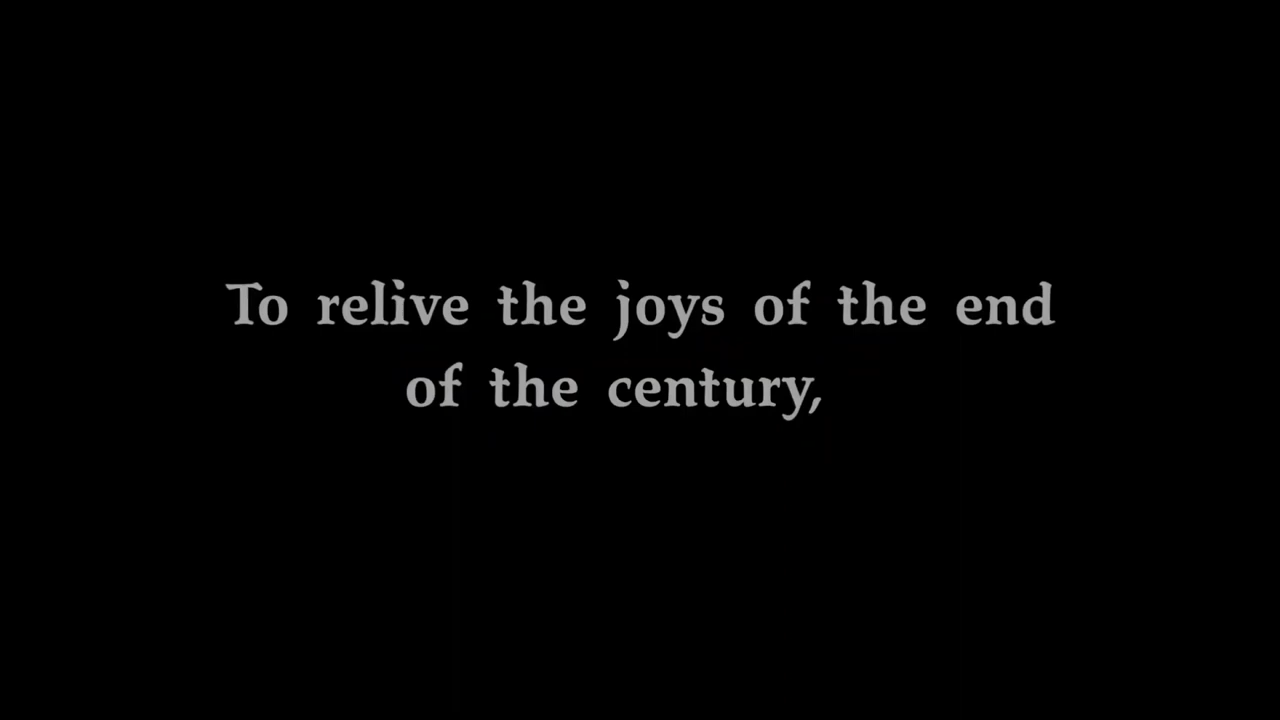 To relive the joys of the end
of the century,